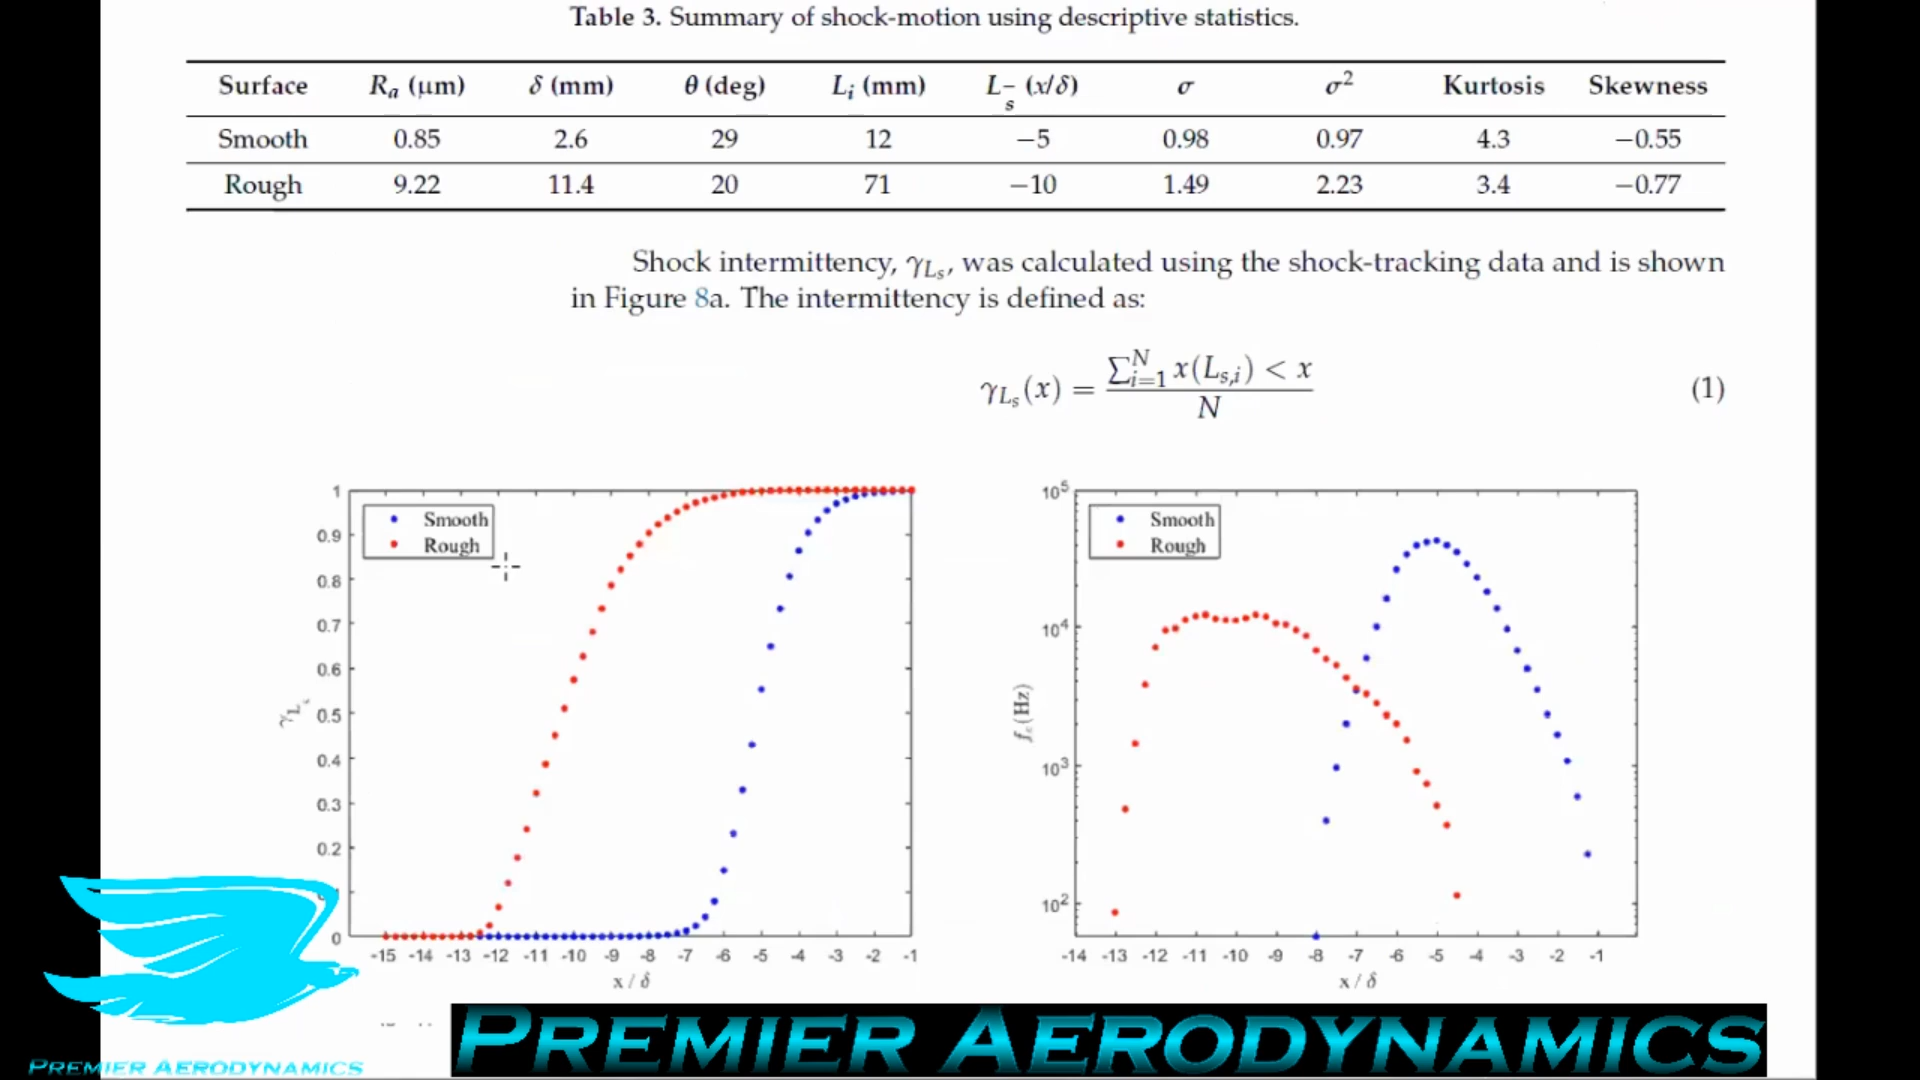 Table 3. Summary of shock-motion using descriptive statistics.
Surface Rₐ (µm) δ (mm) θ (deg) Lᵢ (mm) L_s̄ (x/δ) σ σ² Kurtosis Skewness
Smooth 0.85 2.6 29 12 −5 0.98 0.97 4.3 −0.55
Rough 9.22 11.4 20 71 −10 1.49 2.23 3.4 −0.77
Shock intermittency, γ_Lₛ, was calculated using the shock-tracking data and is shown
in Figure 8a. The intermittency is defined as:
γ_Lₛ(x) = (∑_{i=1}^{N} x(L_{s,i}) < x) / N (1)
Smooth
Rough
1
0.9
0.8
0.7
0.6
0.5
0.4
0.3
0.2
0
γ_L
-15 -14 -13 -12 -11 -10 -9 -8 -7 -6 -5 -4 -3 -2 -1
x / δ
Smooth
Rough
10⁵
10⁴
10³
10²
f_c (Hz)
-14 -13 -12 -11 -10 -9 -8 -7 -6 -5 -4 -3 -2 -1
x / δ
PREMIER AERODYNAMICS
PREMIER AERODYNAMICS